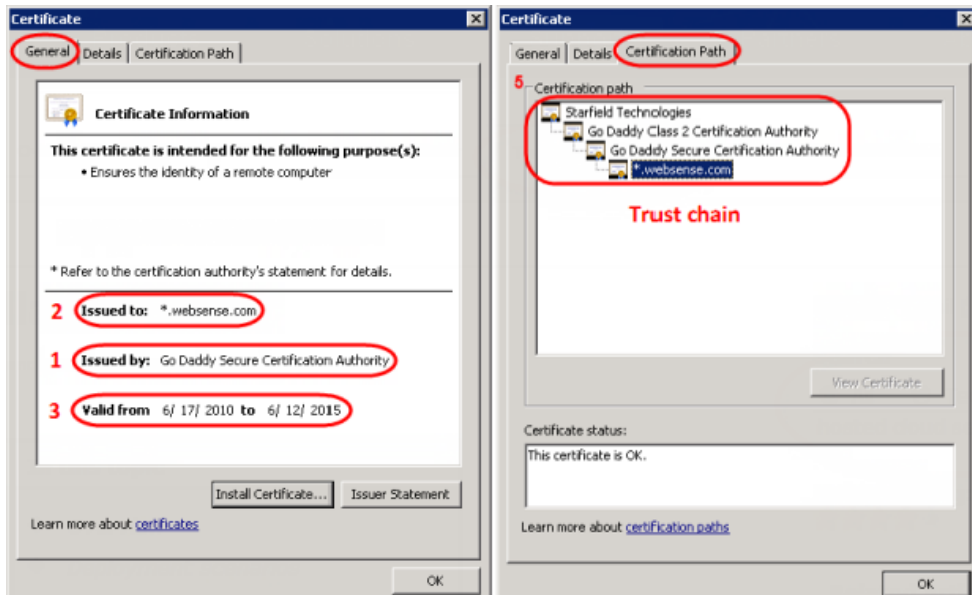 Certificate
General Details Certification Path
Certificate Information
This certificate is intended for the following purpose(s):
• Ensures the identity of a remote computer
* Refer to the certification authority's statement for details.
2 Issued to: *.websense.com
1 Issued by: Go Daddy Secure Certification Authority
3 Valid from 6/ 17/ 2010 to 6/ 12/ 2015
Install Certificate... Issuer Statement
Learn more about certificates
OK
Certificate
General Details Certification Path
5 Certification path
Starfield Technologies
Go Daddy Class 2 Certification Authority
Go Daddy Secure Certification Authority
*.websense.com
Trust chain
View Certificate
Certificate status:
This certificate is OK.
Learn more about certification paths
OK